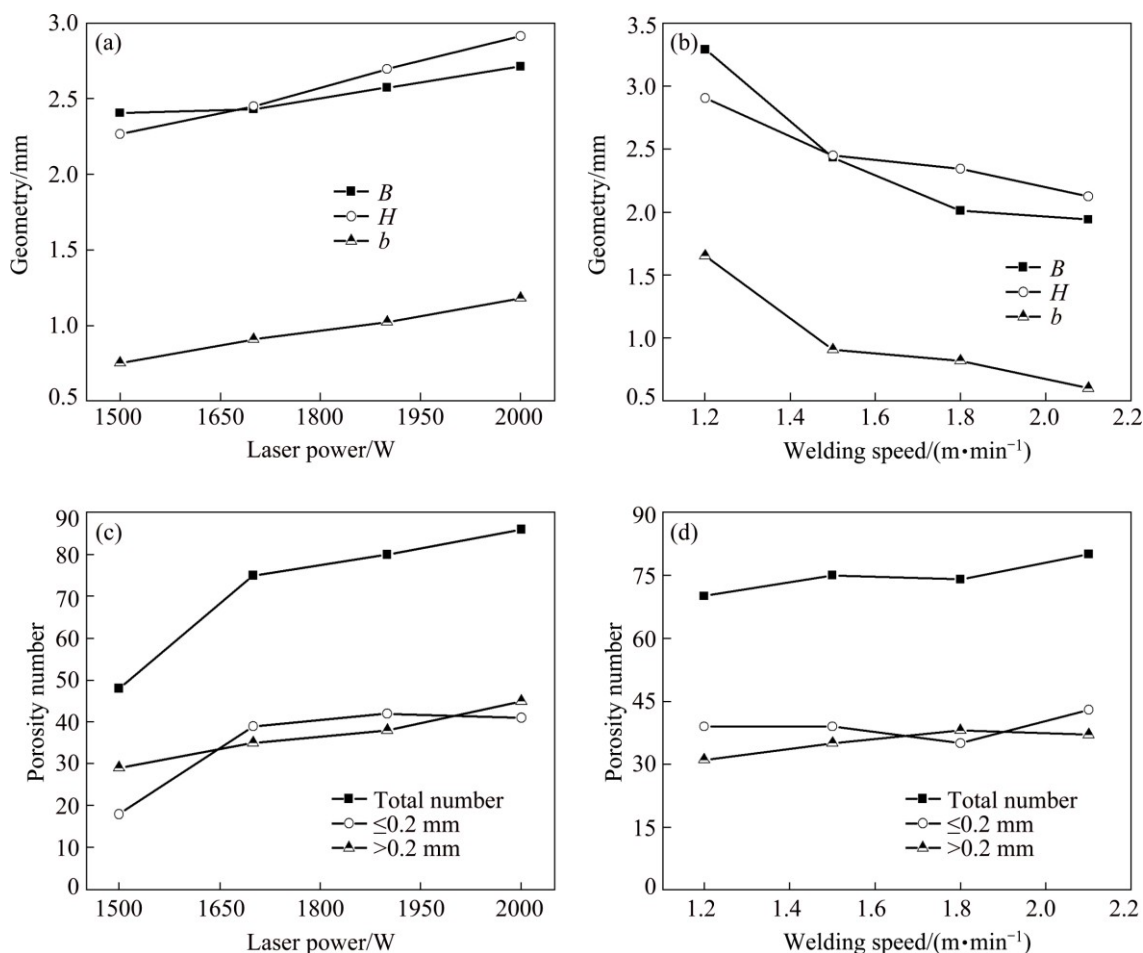 (a)
3.0
2.5
2.0
1.5
1.0
0.5
Geometry/mm
B
H
b
1500 1650 1800 1950 2000
Laser power/W
(b)
3.5
3.0
2.5
2.0
1.5
1.0
0.5
Geometry/mm
B
H
b
1.2 1.4 1.6 1.8 2.0 2.2
Welding speed/(m•min⁻¹)
(c)
90
80
70
60
50
40
30
20
10
0
Porosity number
Total number
≤0.2 mm
>0.2 mm
1500 1650 1800 1950 2000
Laser power/W
(d)
90
75
60
45
30
15
0
Porosity number
Total number
≤0.2 mm
>0.2 mm
1.2 1.4 1.6 1.8 2.0 2.2
Welding speed/(m•min⁻¹)